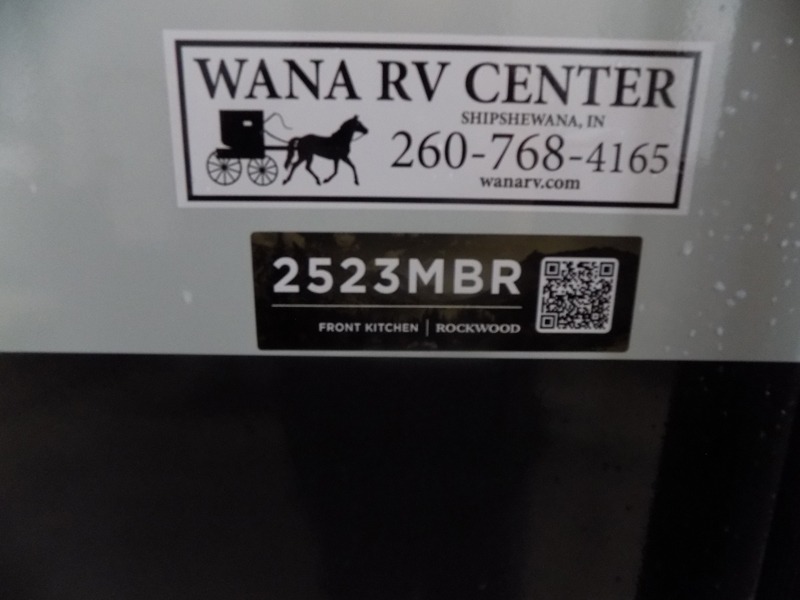 WANA RV CENTER
SHIPSHEWANA, IN
260-768-4165
wanarv.com
2523MBR
FRONT KITCHEN | ROCKWOOD